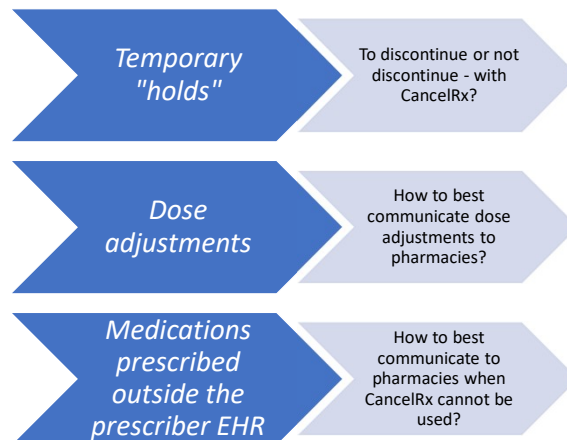 Temporary
"holds"
To discontinue or not
discontinue - with
CancelRx?
Dose
adjustments
How to best
communicate dose
adjustments to
pharmacies?
Medications
prescribed
outside the
prescriber EHR
How to best
communicate to
pharmacies when
CancelRx cannot be
used?